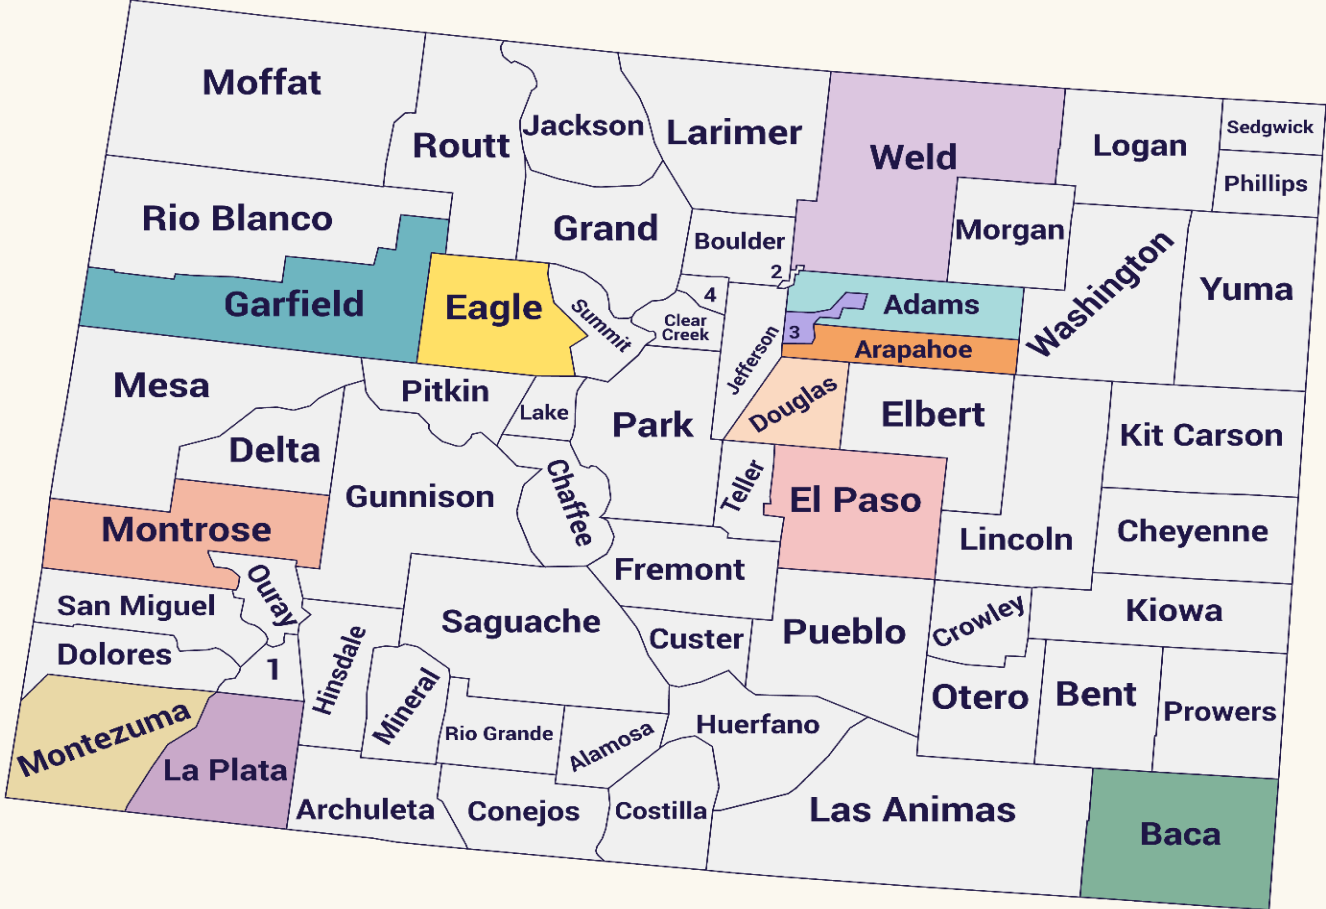 Moffat
Routt
Jackson
Larimer
Weld
Logan
Sedgwick
Phillips
Rio Blanco
Grand
Boulder
Morgan
Washington
Yuma
2
Garfield
Eagle
Summit
4
Clear
Creek
Jefferson
3
Adams
Arapahoe
Mesa
Pitkin
Lake
Park
Douglas
Elbert
Kit Carson
Delta
Gunnison
Chaffee
Teller
El Paso
Lincoln
Cheyenne
Montrose
Ouray
Fremont
San Miguel
Saguache
Custer
Pueblo
Crowley
Kiowa
Dolores
1
Hinsdale
Mineral
Rio Grande
Alamosa
Huerfano
Otero
Bent
Prowers
Montezuma
La Plata
Archuleta
Conejos
Costilla
Las Animas
Baca